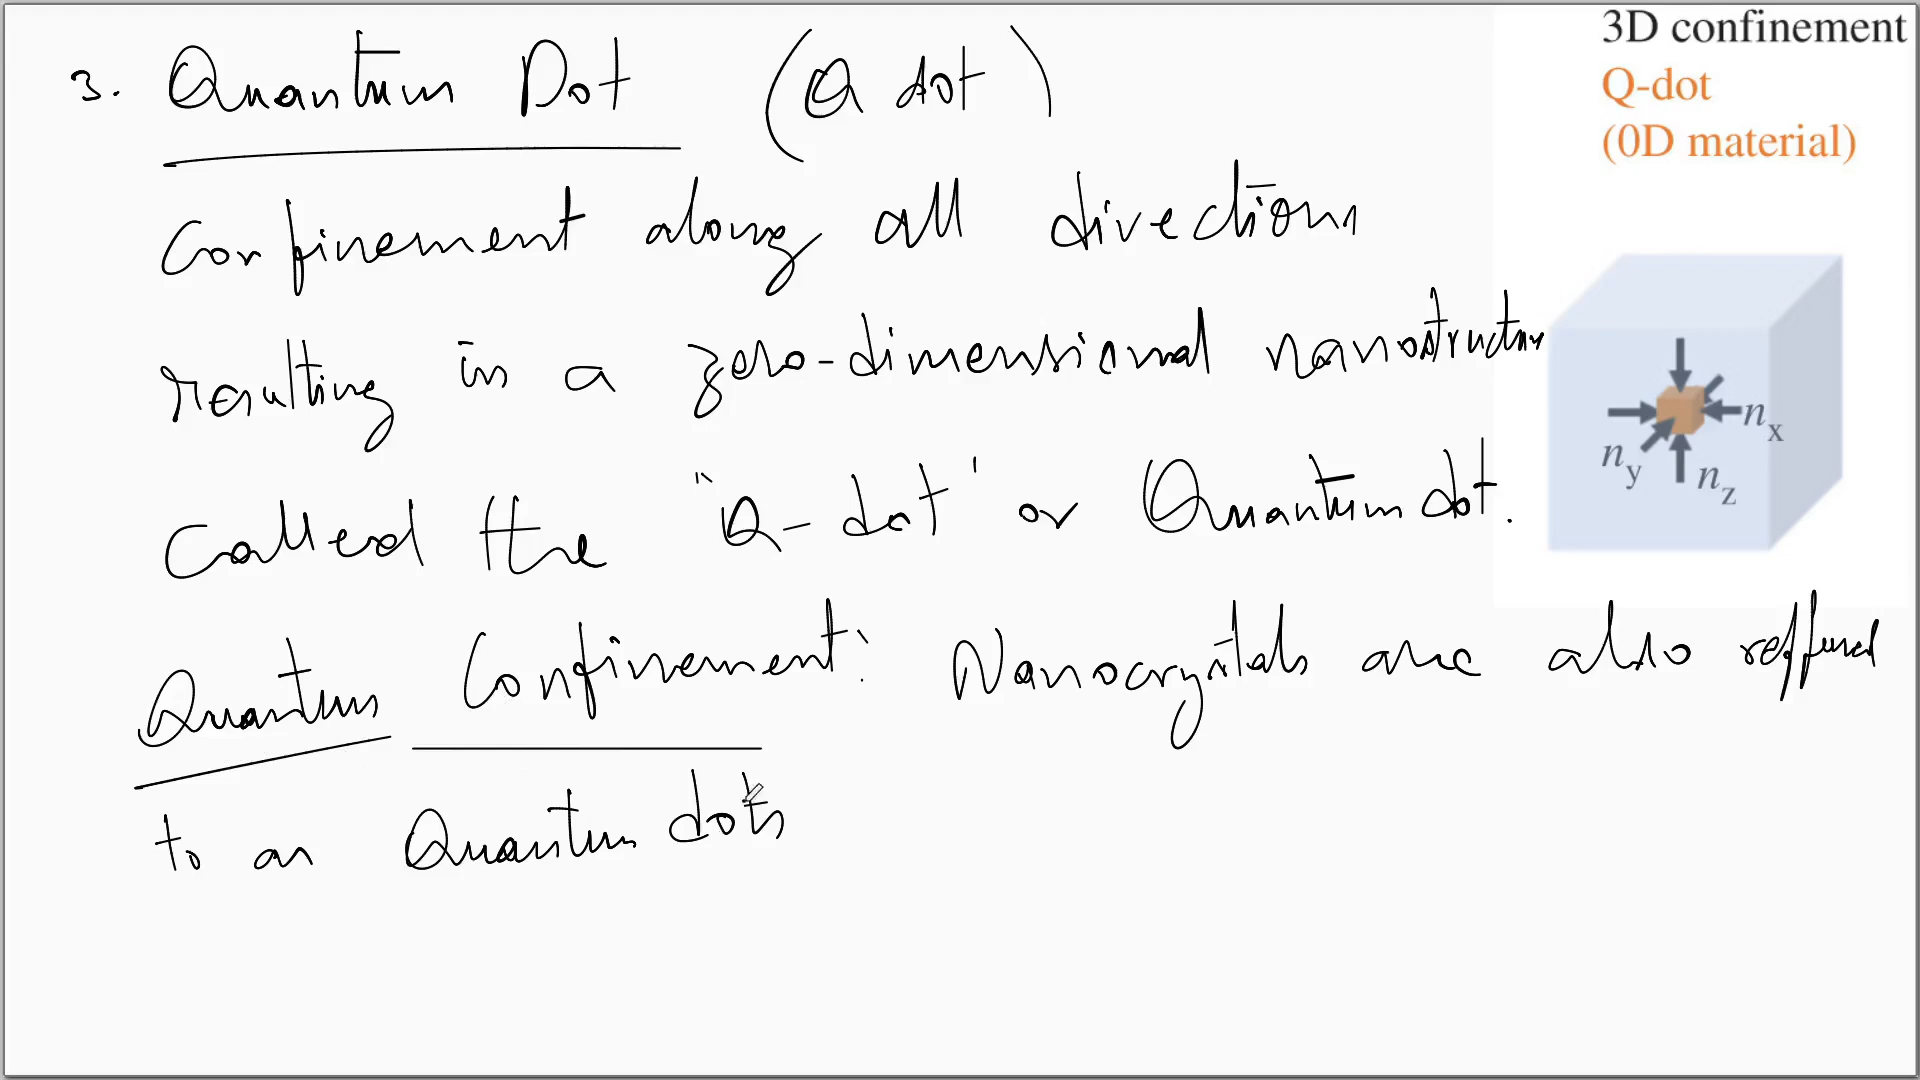 3. Quantum Dot (Q dot)
Confinement along all directions
resulting in a zero-dimensional nanostructure
called the "Q-dot" or Quantum dot.
Quantum Confinement: Nanocrystals are also reffered
to as Quantum dots
3D confinement
Q-dot
(0D material)
nx
ny
nz